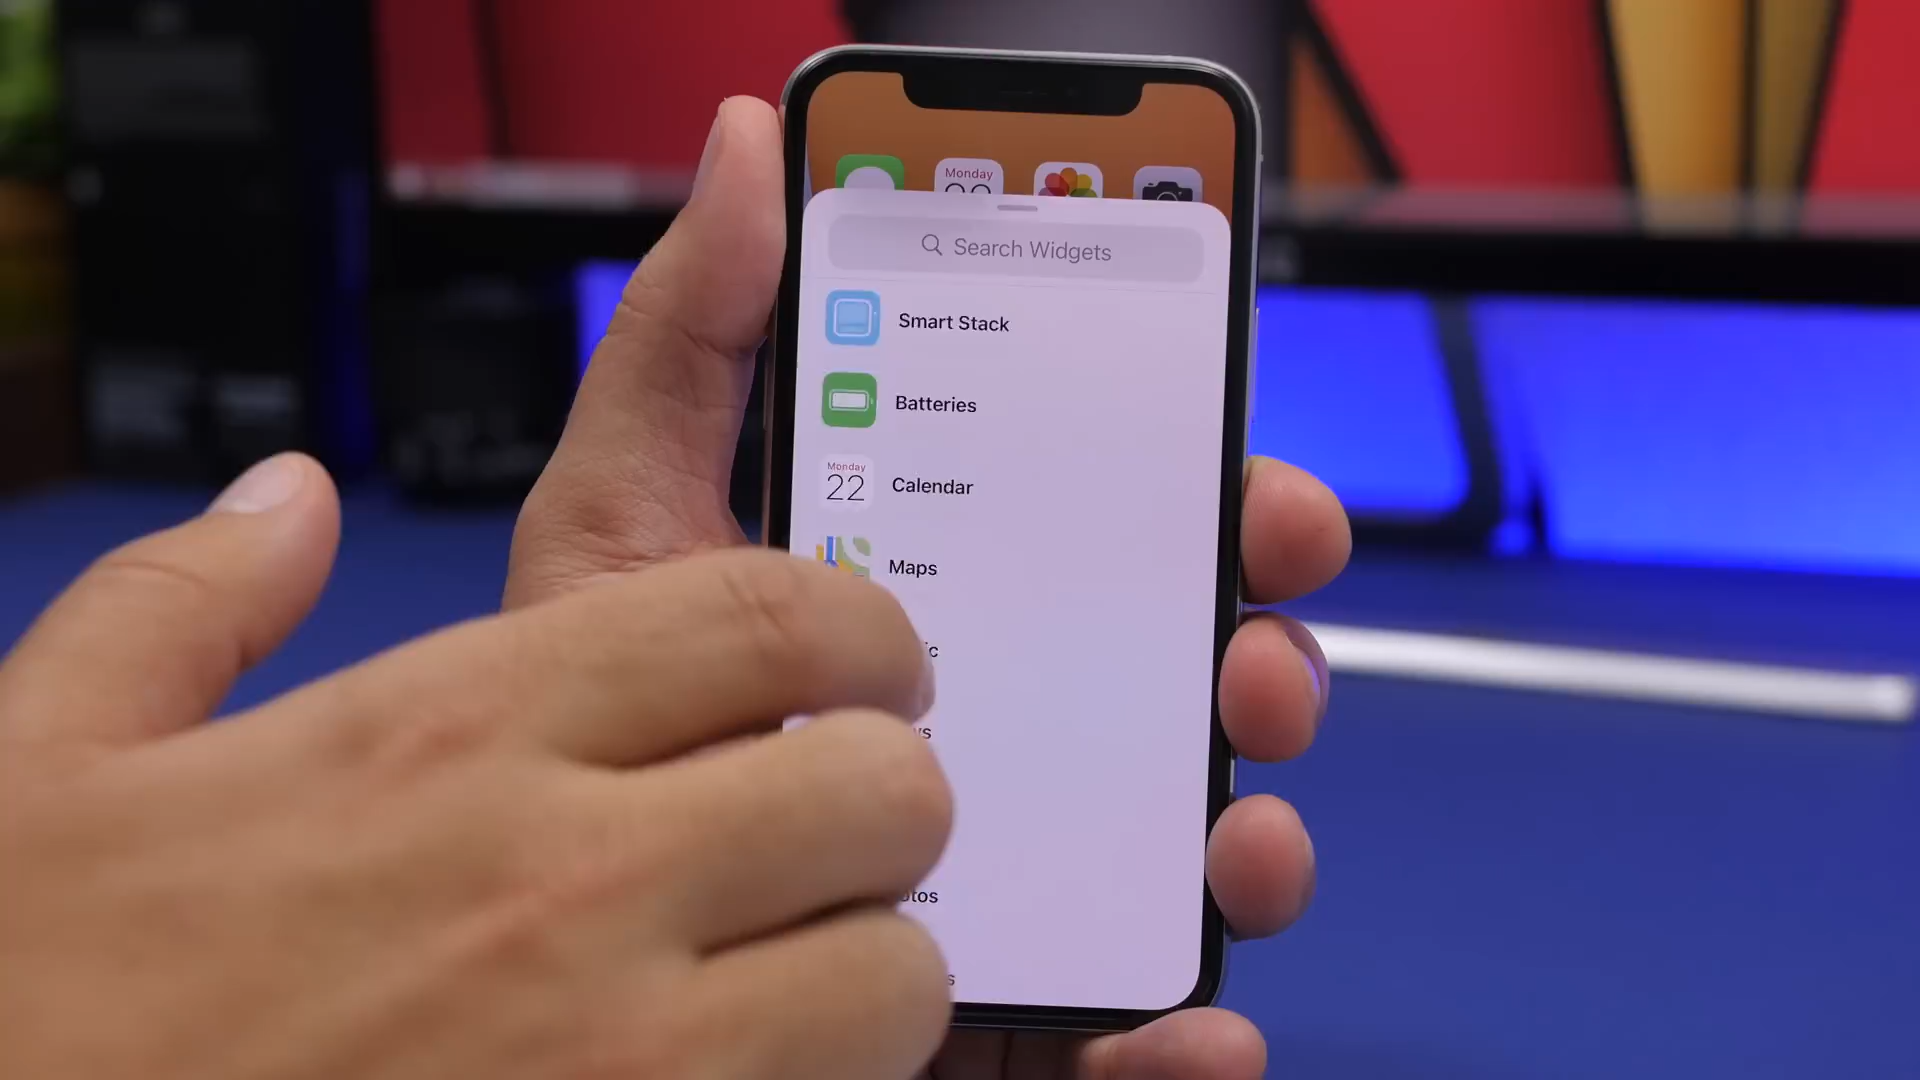 Monday
Search Widgets
Smart Stack
Batteries
Monday
22
Calendar
Maps